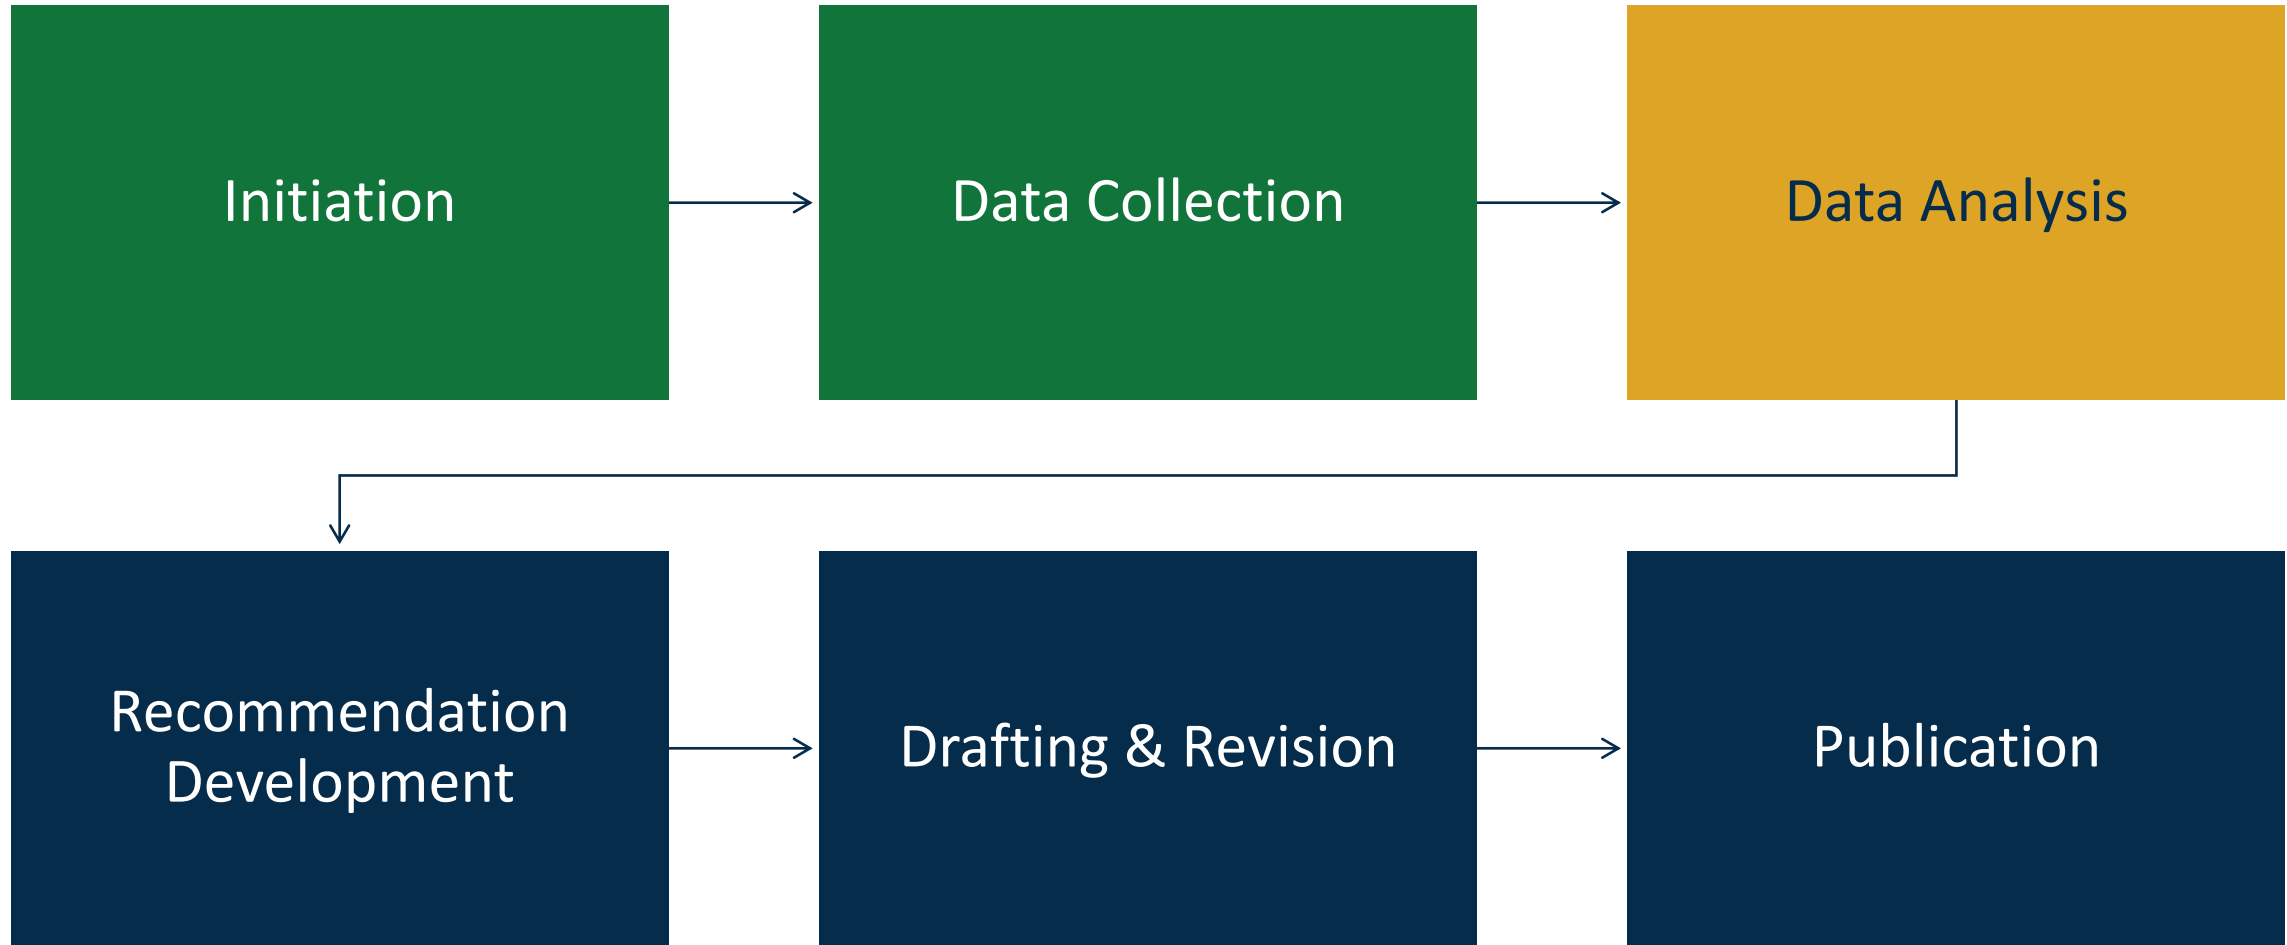 Initiation
Data Collection
Data Analysis
Recommendation
Development
Drafting & Revision
Publication